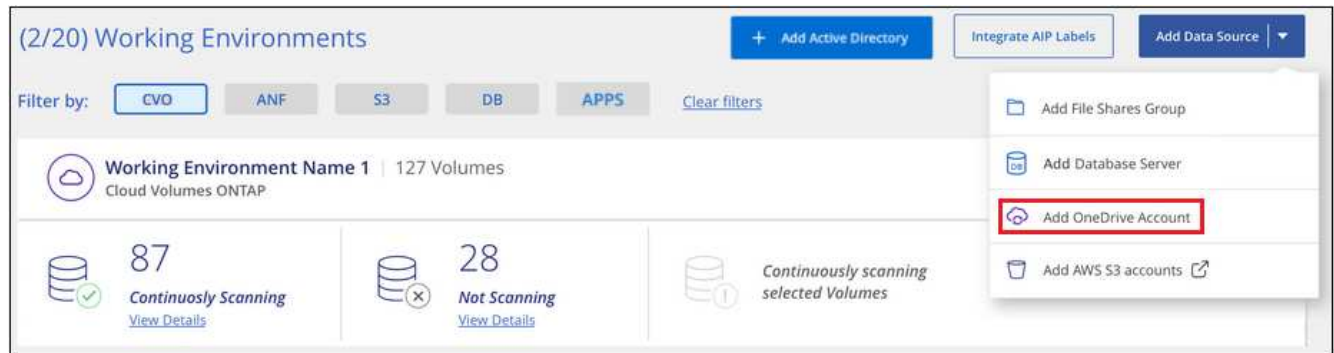 (2/20) Working Environments
+ Add Active Directory
Integrate AIP Labels
Add Data Source
Filter by: CVO ANF S3 DB APPS Clear filters
Working Environment Name 1 | 127 Volumes
Cloud Volumes ONTAP
87
Continuosly Scanning
View Details
28
Not Scanning
View Details
Continuously scanning
selected Volumes
Add File Shares Group
DB Add Database Server
Add OneDrive Account
Add AWS S3 accounts